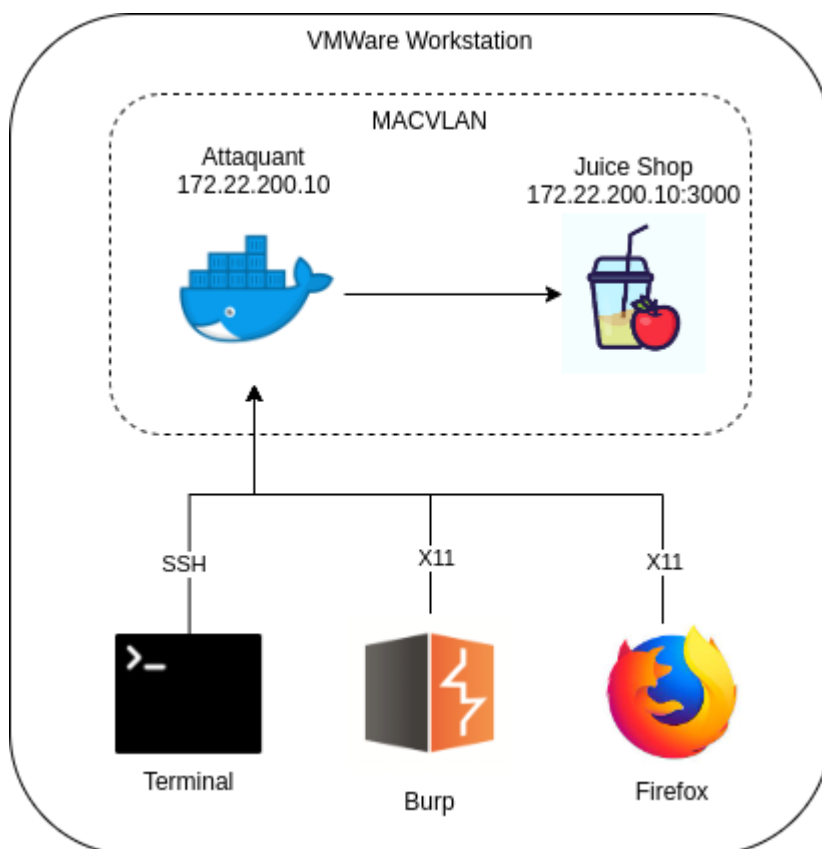 VMWare Workstation
MACVLAN
Attaquant
172.22.200.10
Juice Shop
172.22.200.10:3000
SSH
X11
X11
Terminal
Burp
Firefox